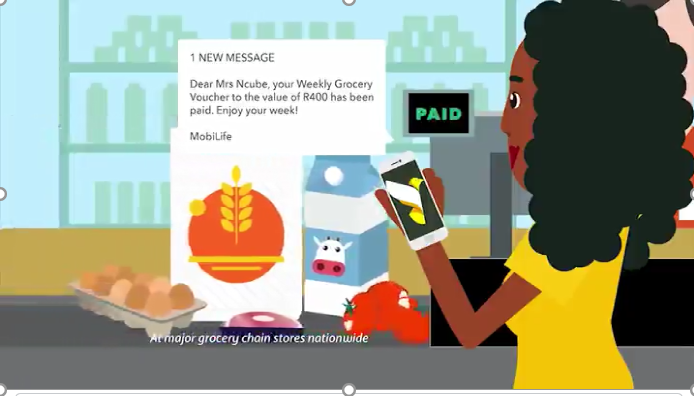 1 NEW MESSAGE
Dear Mrs Ncube, your Weekly Grocery
Voucher to the value of R400 has been
paid. Enjoy your week!
MobiLife
PAID
At major grocery chain stores nationwide